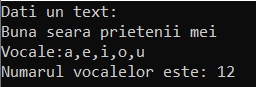 Dati un text:
Buna seara prietenii mei
Vocale:a,e,i,o,u
Numarul vocalelor este: 12